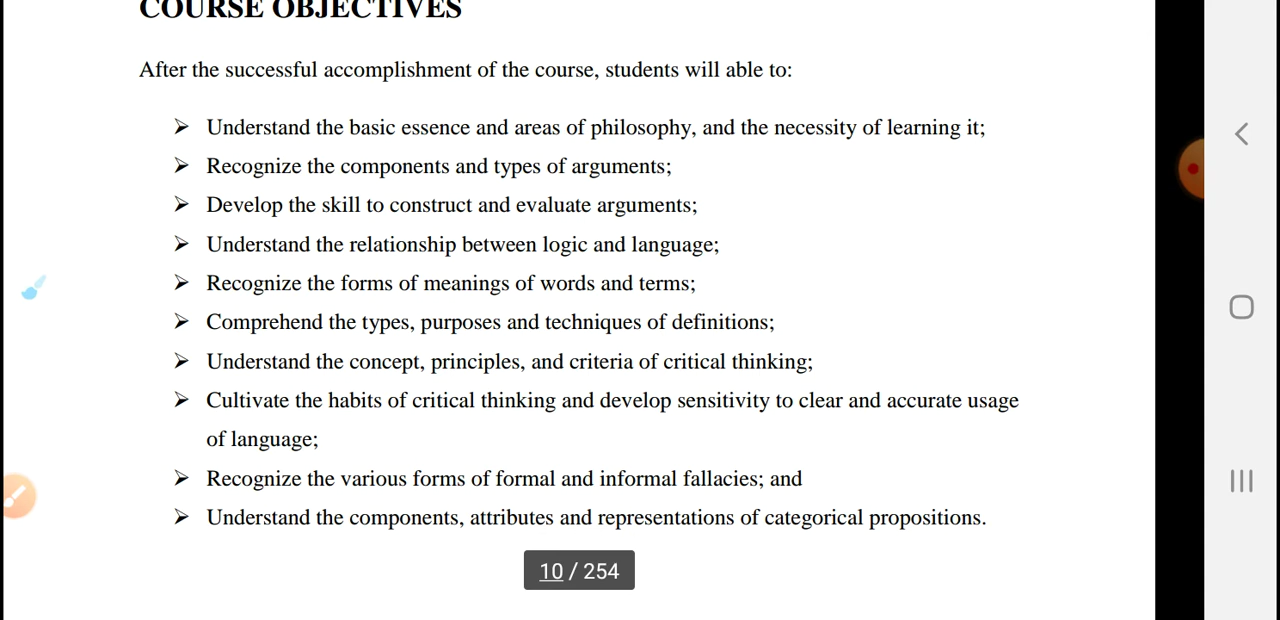 COURSE OBJECTIVES
After the successful accomplishment of the course, students will able to:
➢ Understand the basic essence and areas of philosophy, and the necessity of learning it;
➢ Recognize the components and types of arguments;
➢ Develop the skill to construct and evaluate arguments;
➢ Understand the relationship between logic and language;
➢ Recognize the forms of meanings of words and terms;
➢ Comprehend the types, purposes and techniques of definitions;
➢ Understand the concept, principles, and criteria of critical thinking;
➢ Cultivate the habits of critical thinking and develop sensitivity to clear and accurate usage
of language;
➢ Recognize the various forms of formal and informal fallacies; and
➢ Understand the components, attributes and representations of categorical propositions.
10 / 254